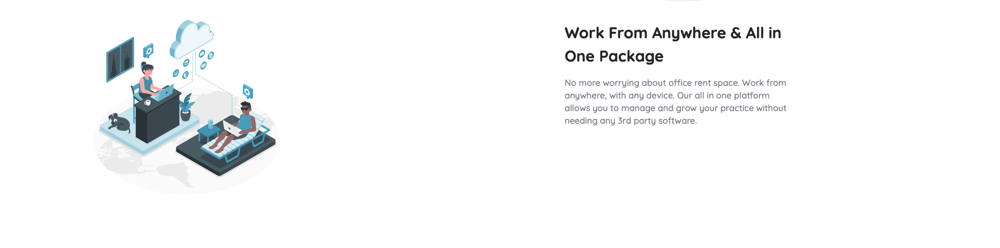 Work From Anywhere & All in
One Package
No more worrying about office rent space. Work from
anywhere, with any device. Our all in one platform
allows you to manage and grow your practice without
needing any 3rd party software.